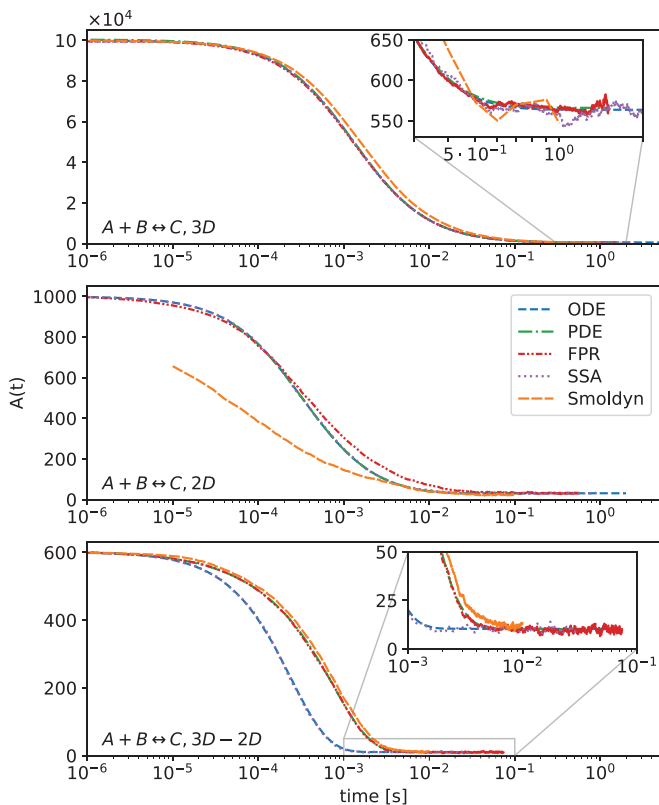 ×10⁴
10
8
6
4
2
0
A + B ↔ C, 3D
650
600
550
5 · 10⁻¹ 10⁰
10⁻⁶ 10⁻⁵ 10⁻⁴ 10⁻³ 10⁻² 10⁻¹ 10⁰
1000
800
600
400
200
0
A(t)
A + B ↔ C, 2D
ODE
PDE
FPR
SSA
Smoldyn
10⁻⁶ 10⁻⁵ 10⁻⁴ 10⁻³ 10⁻² 10⁻¹ 10⁰
600
400
200
0
A + B ↔ C, 3D − 2D
50
25
0
10⁻³ 10⁻² 10⁻¹
10⁻⁶ 10⁻⁵ 10⁻⁴ 10⁻³ 10⁻² 10⁻¹ 10⁰
time [s]